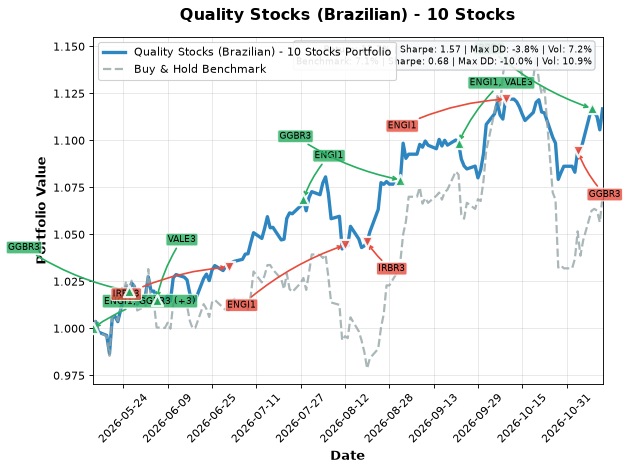 Quality Stocks (Brazilian) - 10 Stocks
Quality Stocks (Brazilian) - 10 Stocks Portfolio
Buy & Hold Benchmark
Sharpe: 1.57 | Max DD: -3.8% | Vol: 7.2%
Benchmark: 7.1% | Sharpe: 0.68 | Max DD: -10.0% | Vol: 10.9%
Portfolio Value
1.150
1.125
1.100
1.075
1.050
1.025
1.000
0.975
ENGI1, VALE3
ENGI1
GGBR3
ENGI1
GGBR3
VALE3
GGBR3
IRBR3
IRBR3
ENGI1, GGBR3 (+3)
ENGI1
2026-05-24
2026-06-09
2026-06-25
2026-07-11
2026-07-27
2026-08-12
2026-08-28
2026-09-13
2026-09-29
2026-10-15
2026-10-31
Date